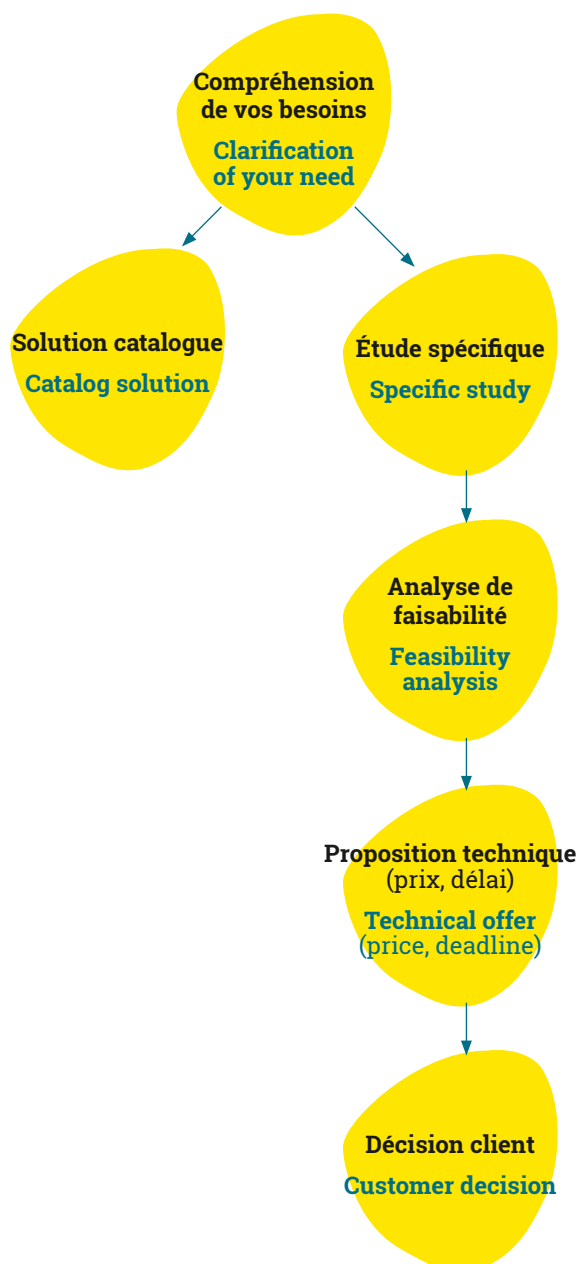 Compréhension
de vos besoins
Clarification
of your need
Solution catalogue
Catalog solution
Étude spécifique
Specific study
Analyse de
faisabilité
Feasibility
analysis
Proposition technique
(prix, délai)
Technical offer
(price, deadline)
Décision client
Customer decision